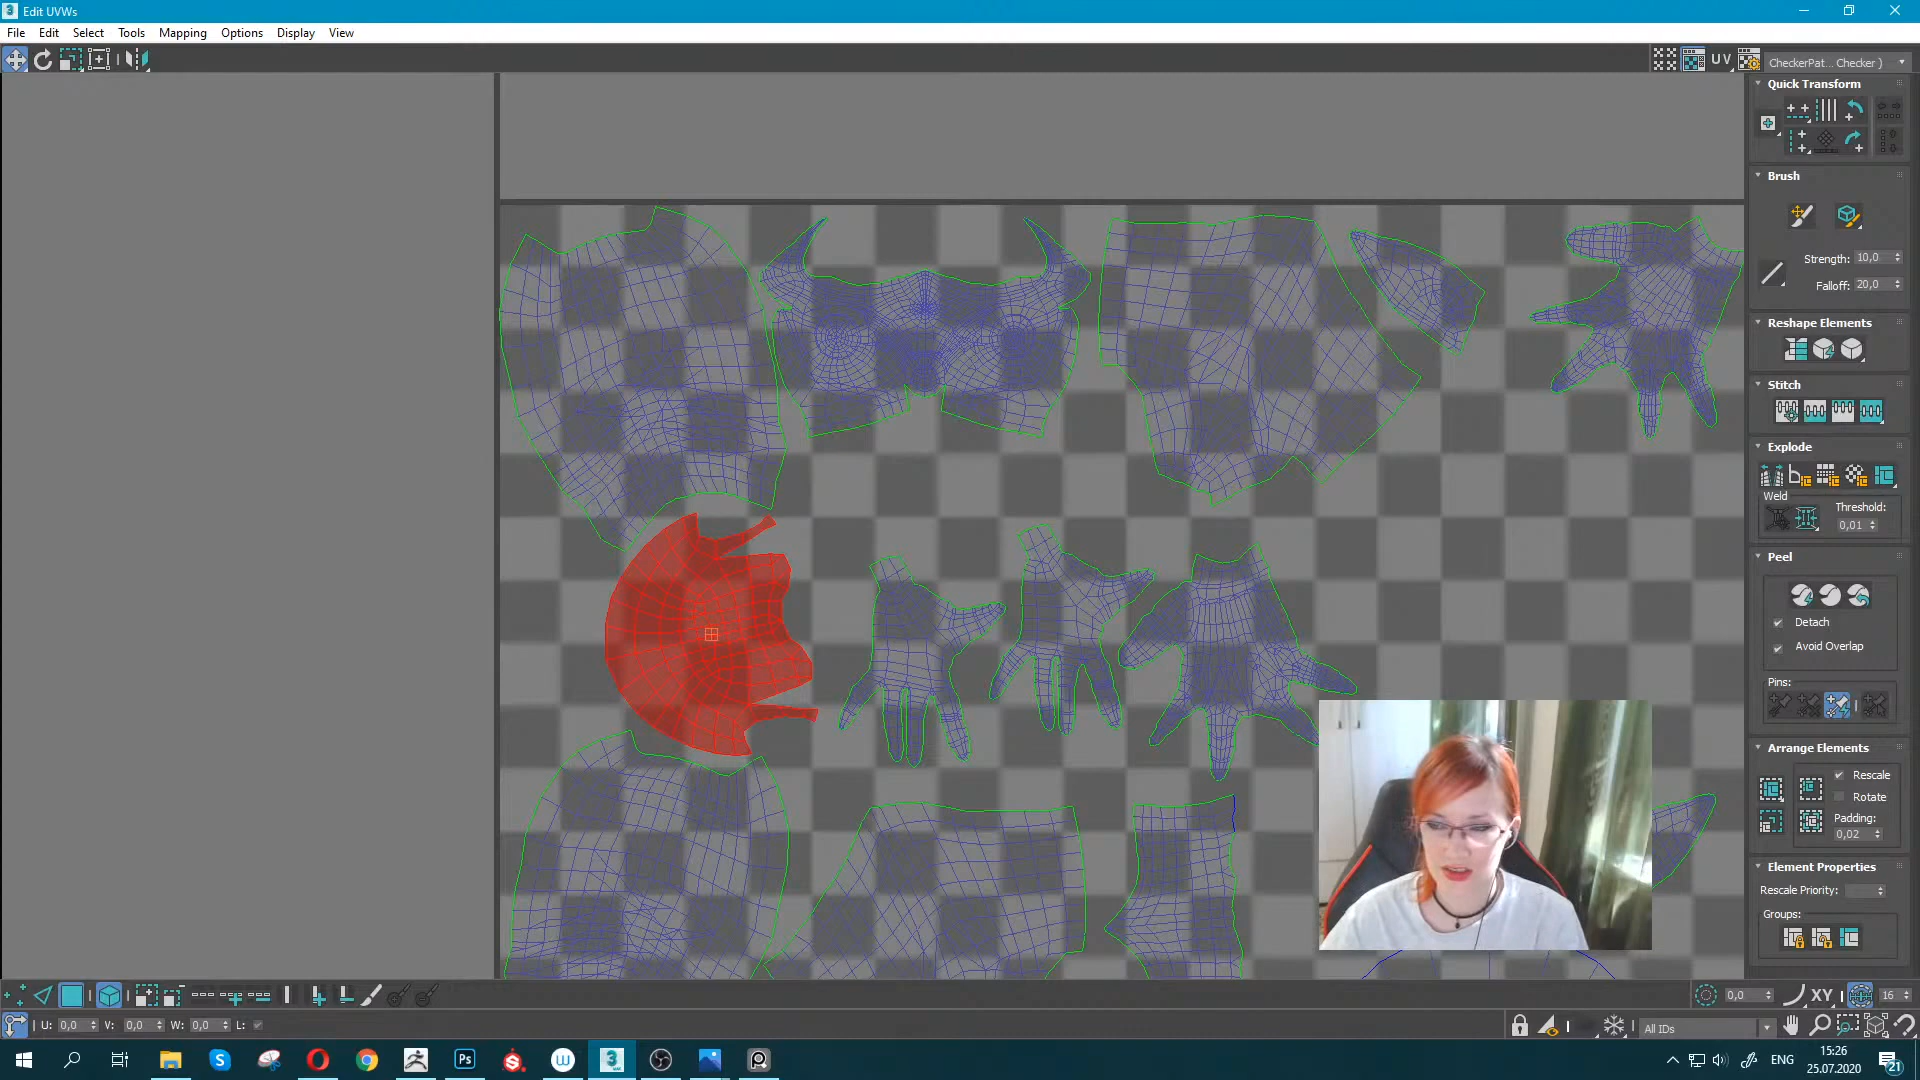 Edit UVWs
File Edit Select Tools Mapping Options Display View
UV CheckerPat... Checker )
Quick Transform
Brush
Strength: 10,0
Falloff: 20,0
Reshape Elements
Stitch
Explode
Weld
Threshold:
0,01
Peel
Detach
Avoid Overlap
Pins:
Arrange Elements
Rescale
Rotate
Padding:
0,02
Element Properties
Rescale Priority:
Groups:
0,0 XY 16
U: 0,0 V: 0,0 W: 0,0 L: All IDs
Ps W 3 ENG 15:26
25.07.2020 21